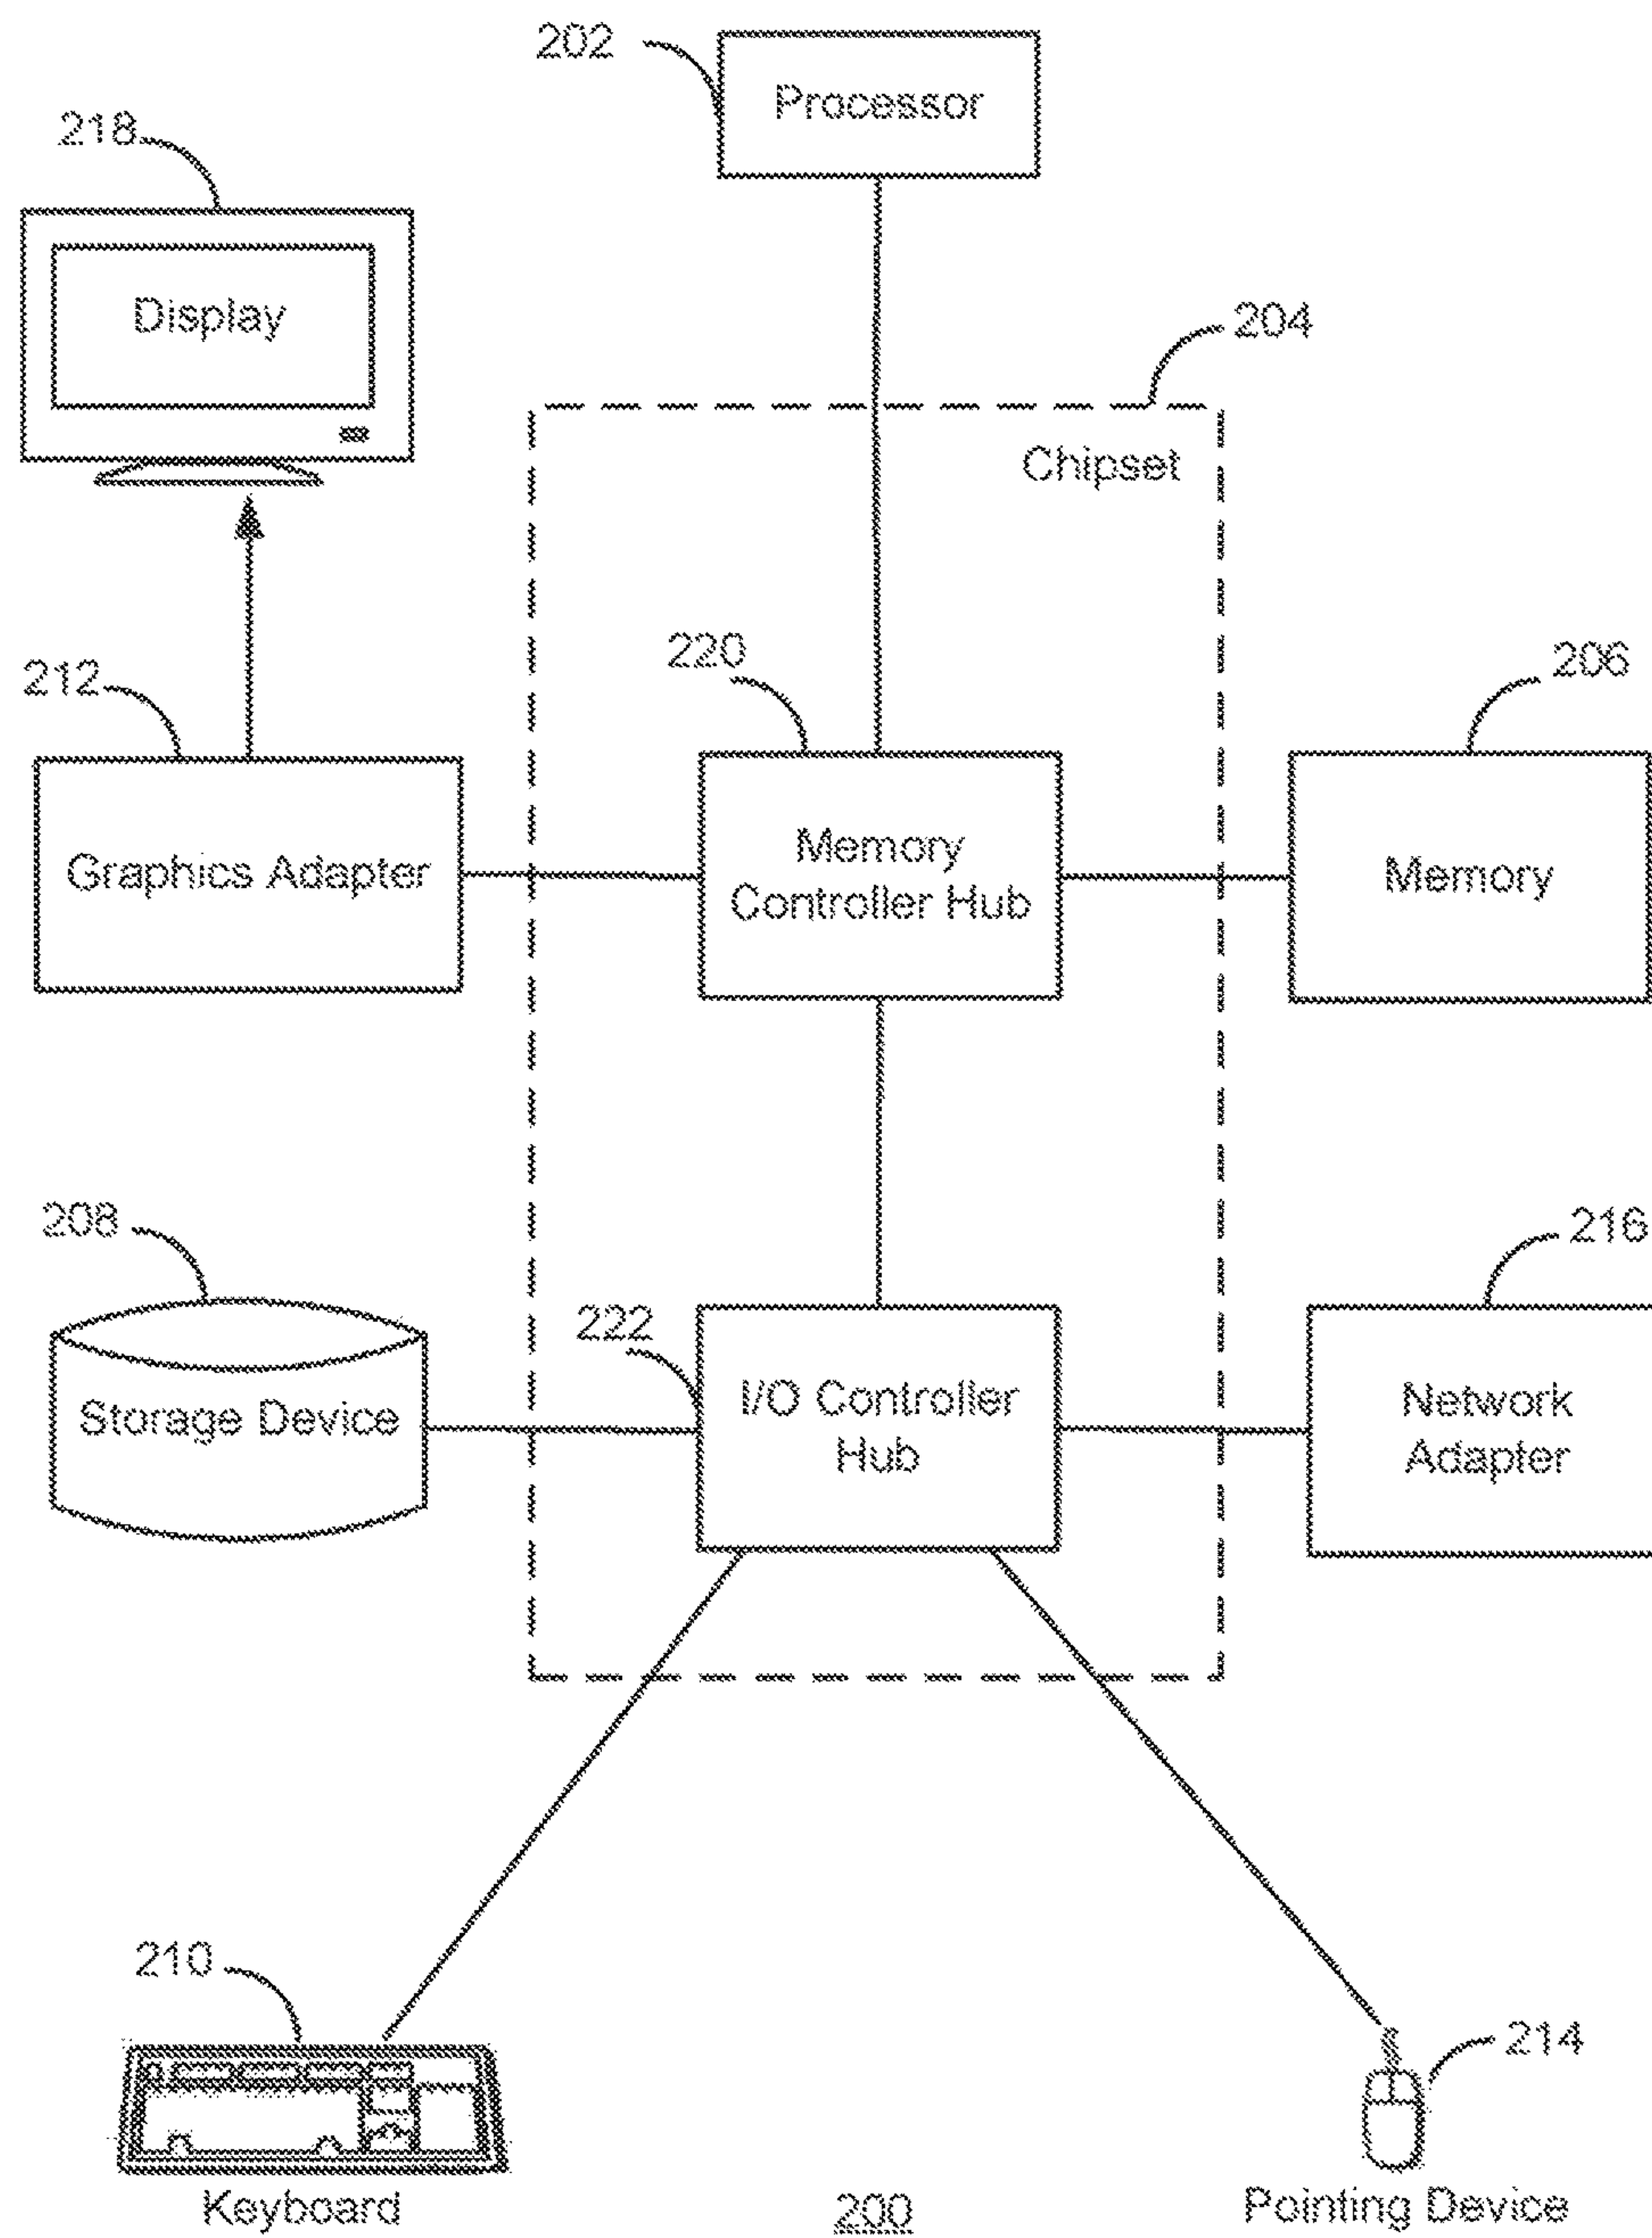 202
Processor
218
Display
204
Chipset
212
220
206
Graphics Adapter
Memory
Controller Hub
Memory
208
222
216
Storage Device
I/O Controller
Hub
Network
Adapter
210
214
Keyboard
200
Pointing Device